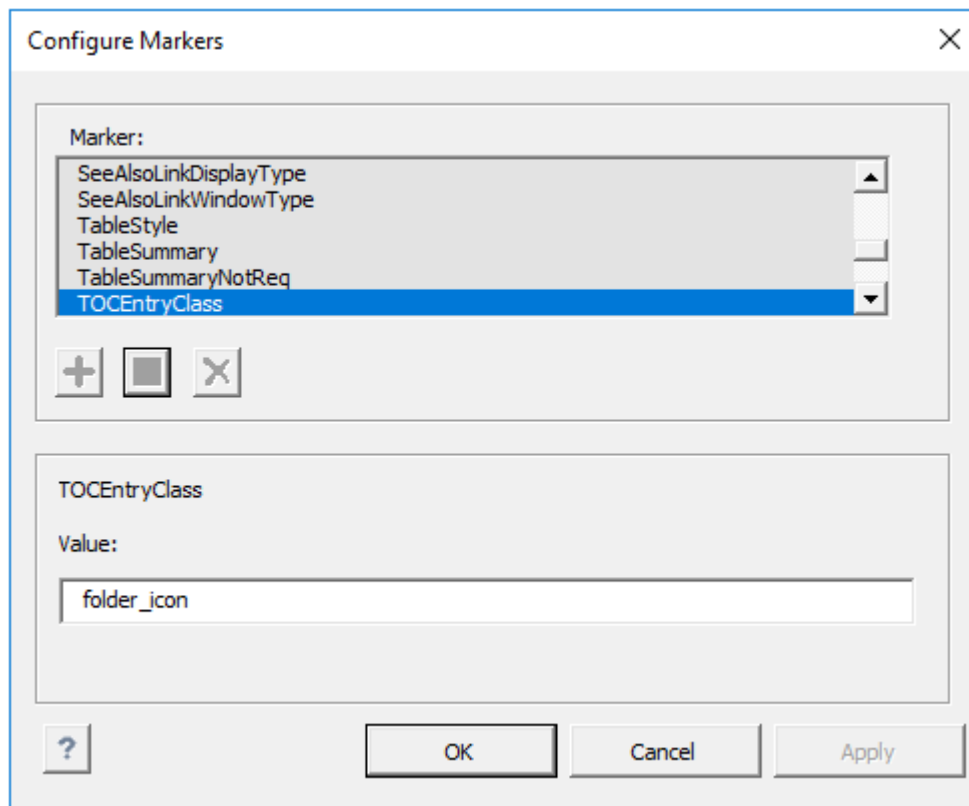 Configure Markers
Marker:
SeeAlsoLinkDisplayType
SeeAlsoLinkWindowType
TableStyle
TableSummary
TableSummaryNotReq
TOCEntryClass
TOCEntryClass
Value:
folder_icon
?
OK Cancel Apply